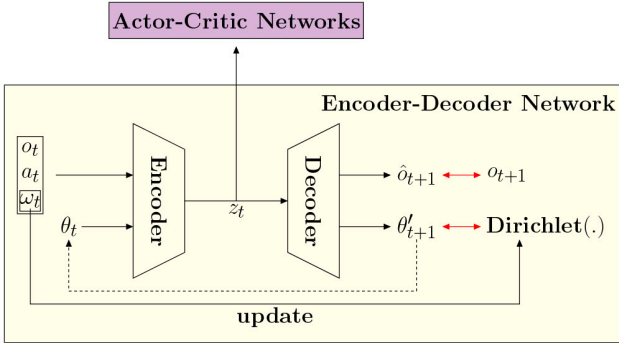 Actor-Critic Networks
Encoder-Decoder Network
o_t
a_t
ω_t
θ_t
Encoder
z_t
Decoder
ô_{t+1}
o_{t+1}
θ'_{t+1}
Dirichlet(.)
update